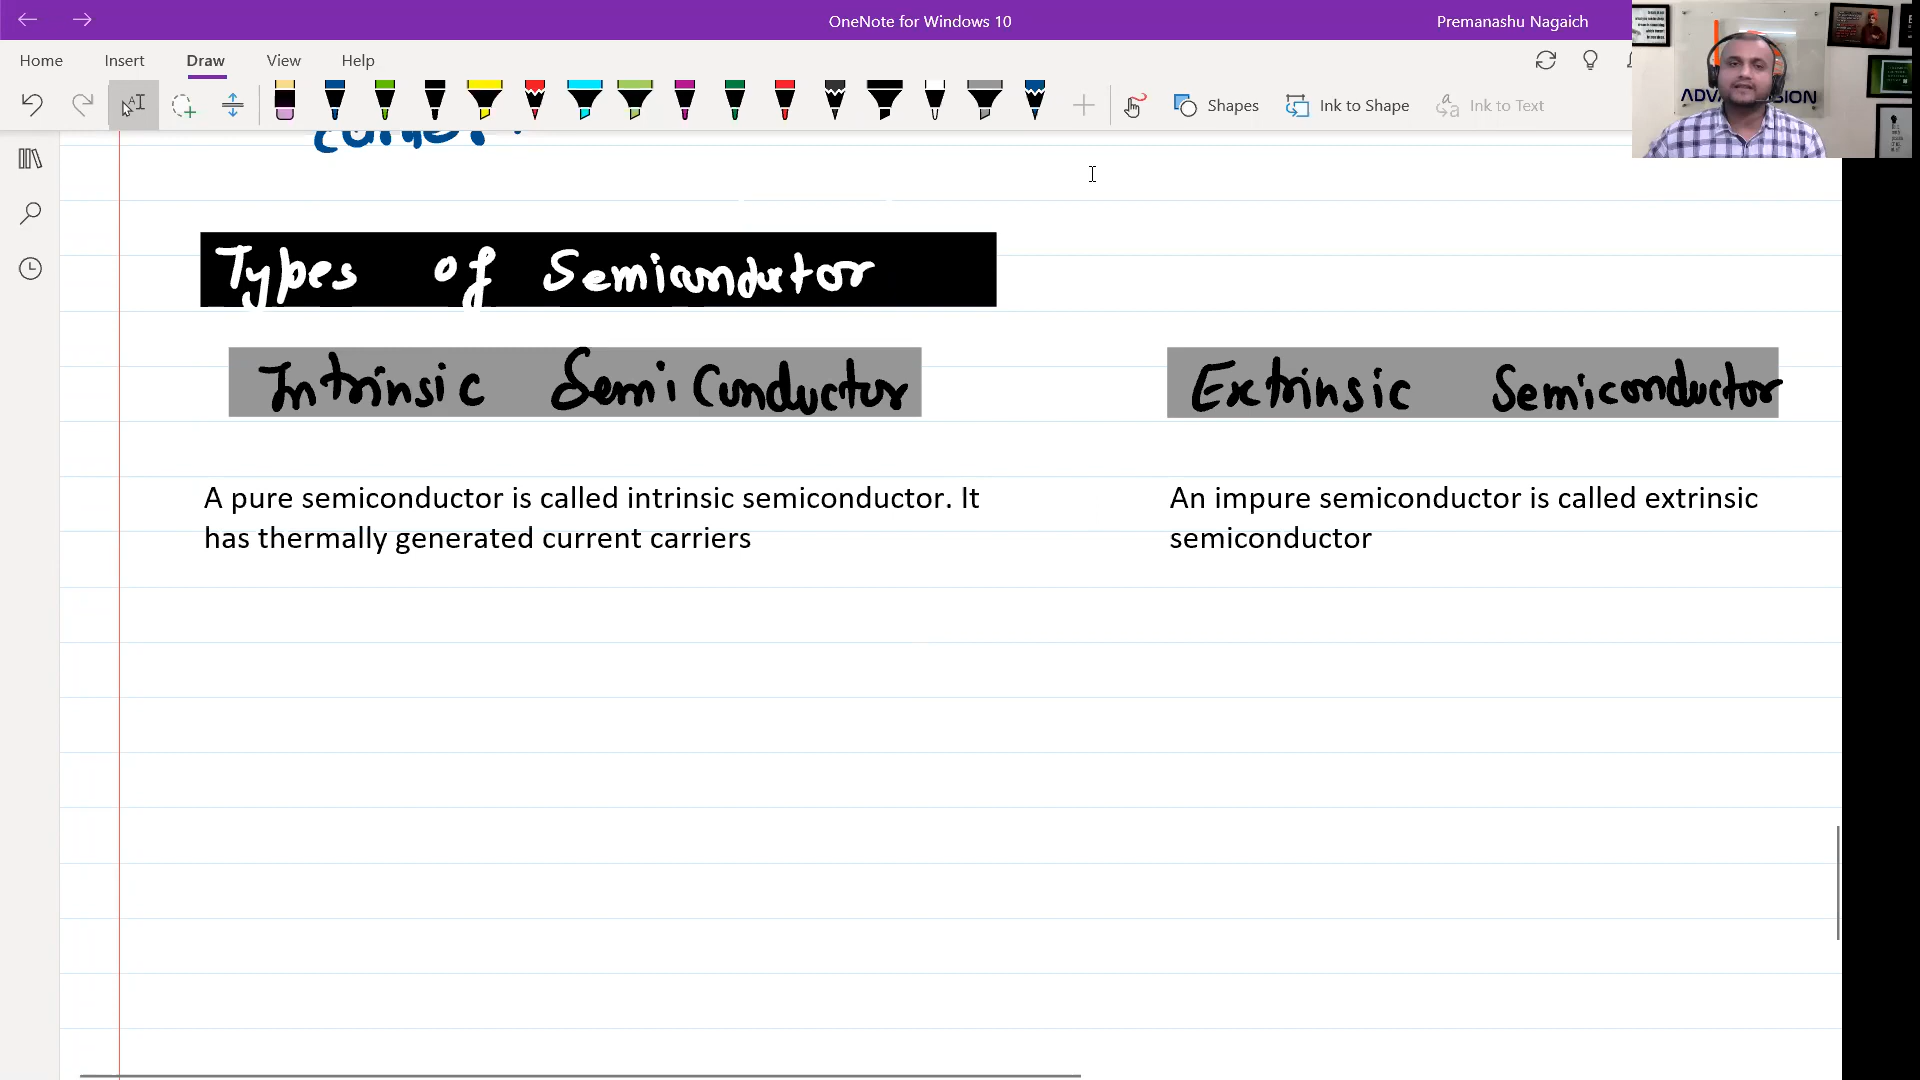 OneNote for Windows 10
Premanashu Nagaich
Home Insert Draw View Help
Shapes Ink to Shape Ink to Text
Types of Semicondutor
Intrinsic Semi Conductor
Extrinsic Semiconductor
A pure semiconductor is called intrinsic semiconductor. It
has thermally generated current carriers
An impure semiconductor is called extrinsic
semiconductor